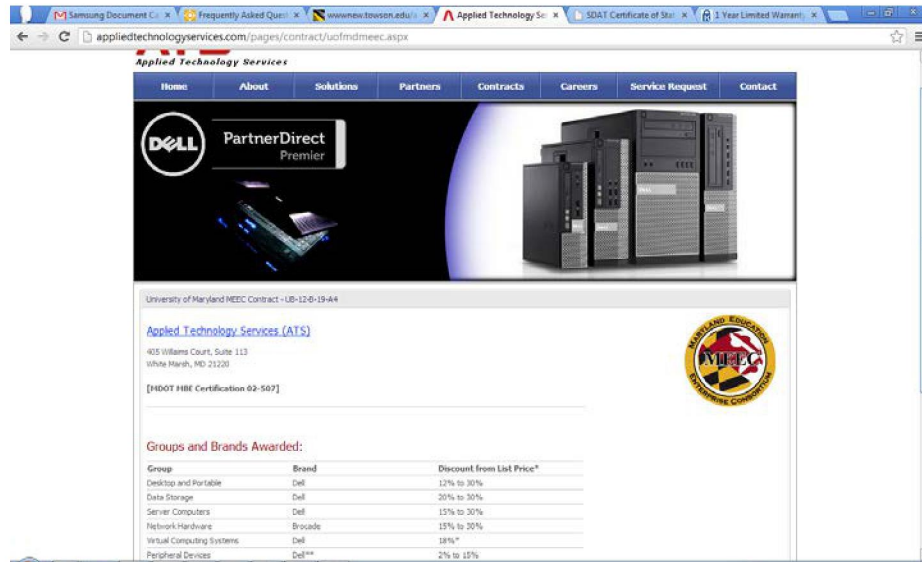 Samsung Document Ca
Frequently Asked Quest
wwwnew.towson.edu/a
Applied Technology Se
SDAT Certificate of Stat
1 Year Limited Warranty
appliedtechnologyservices.com/pages/contract/uofmdmeec.aspx
Applied Technology Services
Home About Solutions Partners Contracts Careers Service Request Contact
DELL
PartnerDirect
Premier
University of Maryland MEEC Contract - UB-12-B-19-A4
Applied Technology Services (ATS)
405 Willaims Court, Suite 113
White Marsh, MD 21220
[MDOT MBE Certification 02-507]
MARYLAND EDUCATION
MEEC
ENTERPRISE CONSORTIUM
Groups and Brands Awarded:
Group Brand Discount from List Price*
Desktop and Portable Dell 12% to 30%
Data Storage Dell 20% to 30%
Server Computers Dell 15% to 30%
Network Hardware Brocade 15% to 30%
Virtual Computing Systems Dell 18%*
Peripheral Devices Dell** 2% to 15%